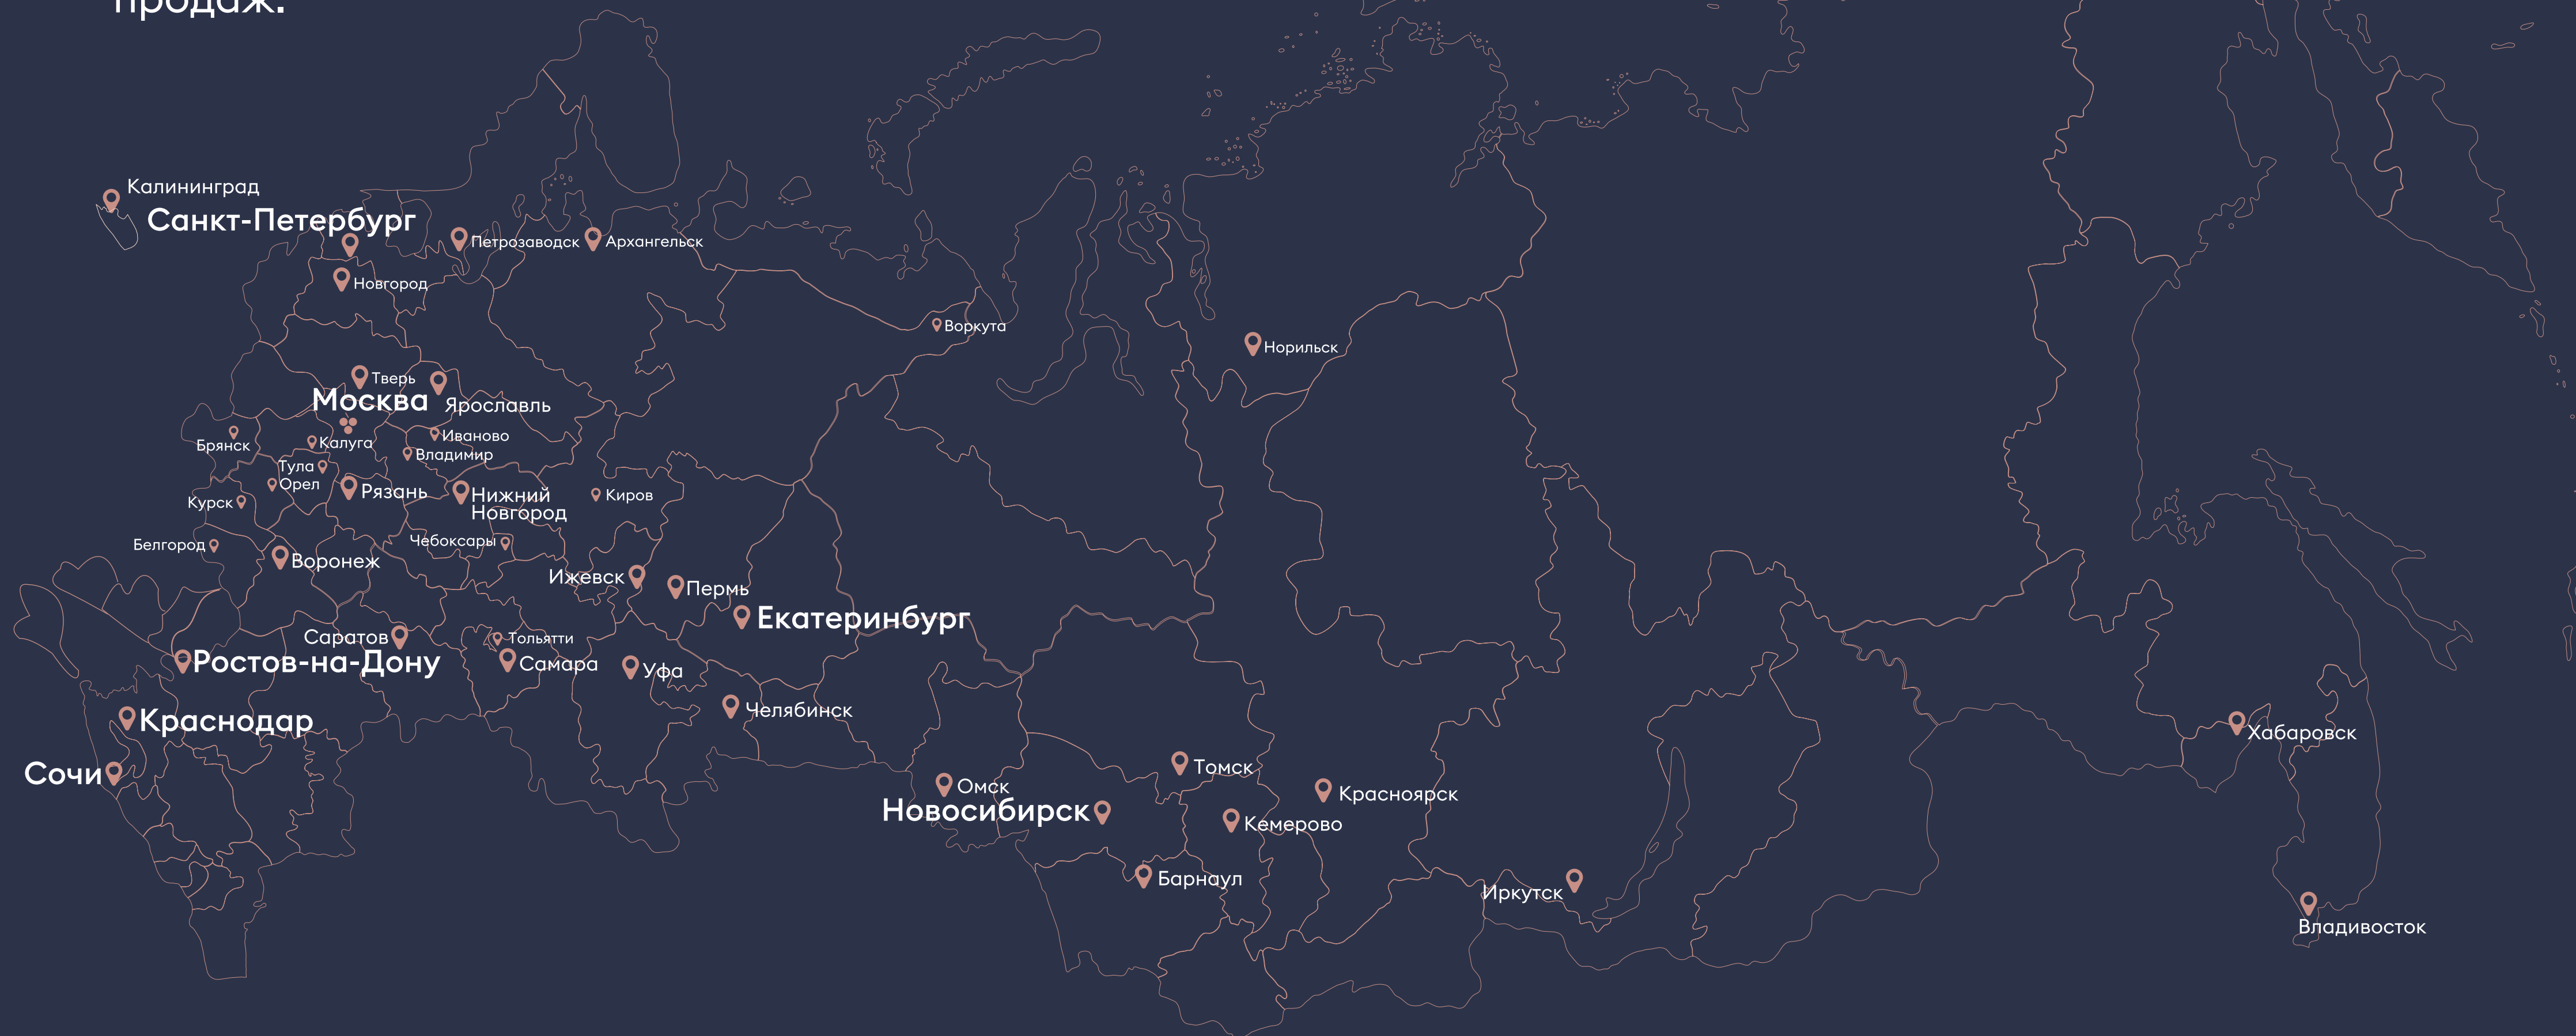 продаж.
Калининград
Санкт-Петербург
Петрозаводск
Архангельск
Новгород
Воркута
Норильск
Тверь
Москва
Ярославль
Брянск
Калуга
Иваново
Владимир
Тула
Орел
Рязань
Нижний
Новгород
Киров
Курск
Белгород
Чебоксары
Воронеж
Ижевск
Пермь
Екатеринбург
Саратов
Тольятти
Ростов-на-Дону
Самара
Уфа
Челябинск
Краснодар
Хабаровск
Сочи
Томск
Омск
Красноярск
Новосибирск
Кемерово
Барнаул
Иркутск
Владивосток